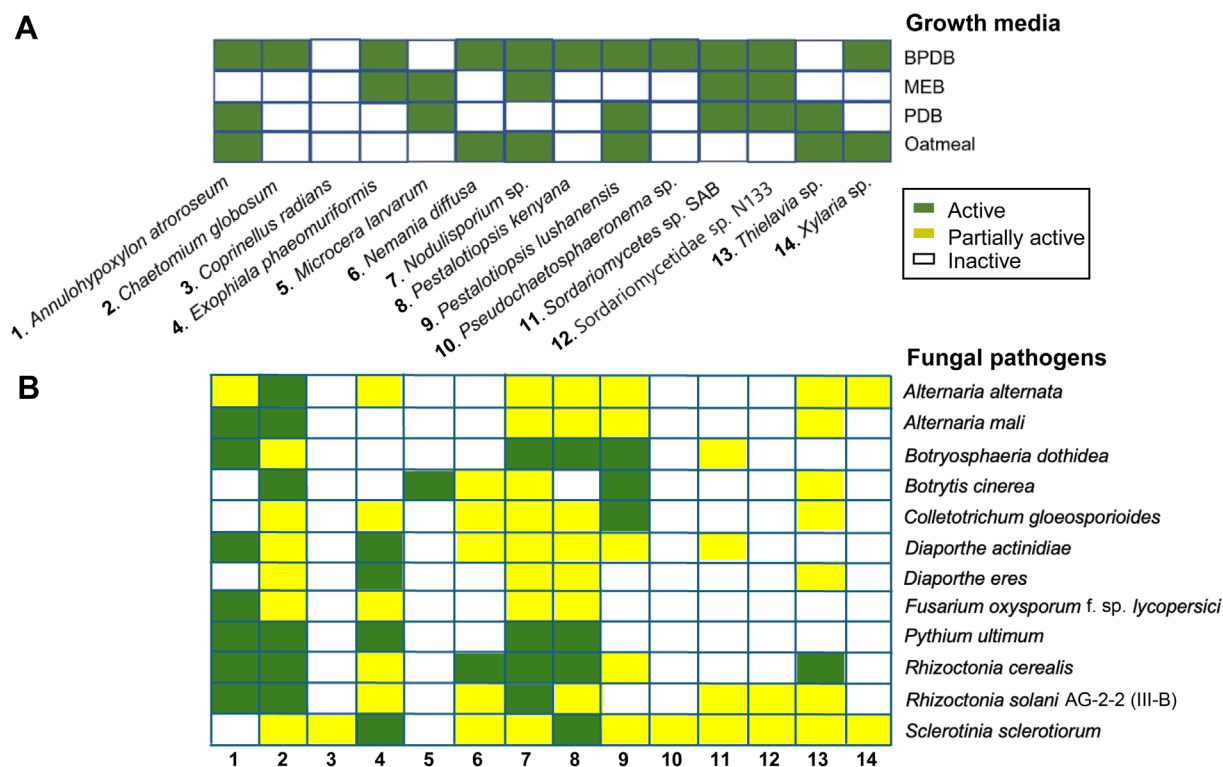 A
Growth media
BPDB
MEB
PDB
Oatmeal
1. Annulohypoxylon atroroseum
2. Chaetomium globosum
3. Coprinellus radians
4. Exophiala phaeomuriformis
5. Microcera larvarum
6. Nemania diffusa
7. Nodulisporium sp.
8. Pestalotiopsis kenyana
9. Pestalotiopsis lushanensis
10. Pseudochaetosphaeronema sp.
11. Sordariomycetes sp. SAB
12. Sordariomycetidae sp. N133
13. Thielavia sp.
14. Xylaria sp.
Active
Partially active
Inactive
B
Fungal pathogens
Alternaria alternata
Alternaria mali
Botryosphaeria dothidea
Botrytis cinerea
Colletotrichum gloeosporioides
Diaporthe actinidiae
Diaporthe eres
Fusarium oxysporum f. sp. lycopersici
Pythium ultimum
Rhizoctonia cerealis
Rhizoctonia solani AG-2-2 (III-B)
Sclerotinia sclerotiorum
1 2 3 4 5 6 7 8 9 10 11 12 13 14